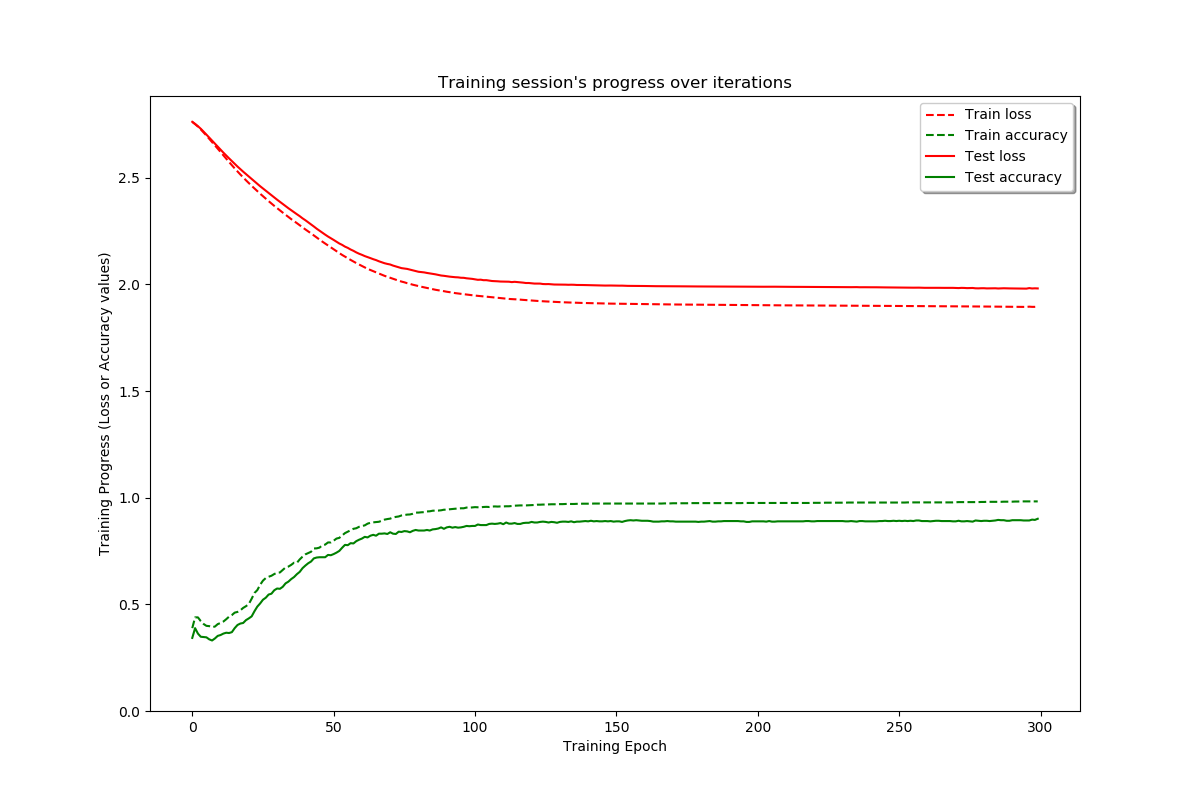 Training session's progress over iterations
Train loss
Train accuracy
Test loss
Test accuracy
Training Progress (Loss or Accuracy values)
2.5
2.0
1.5
1.0
0.5
0.0
0 50 100 150 200 250 300
Training Epoch